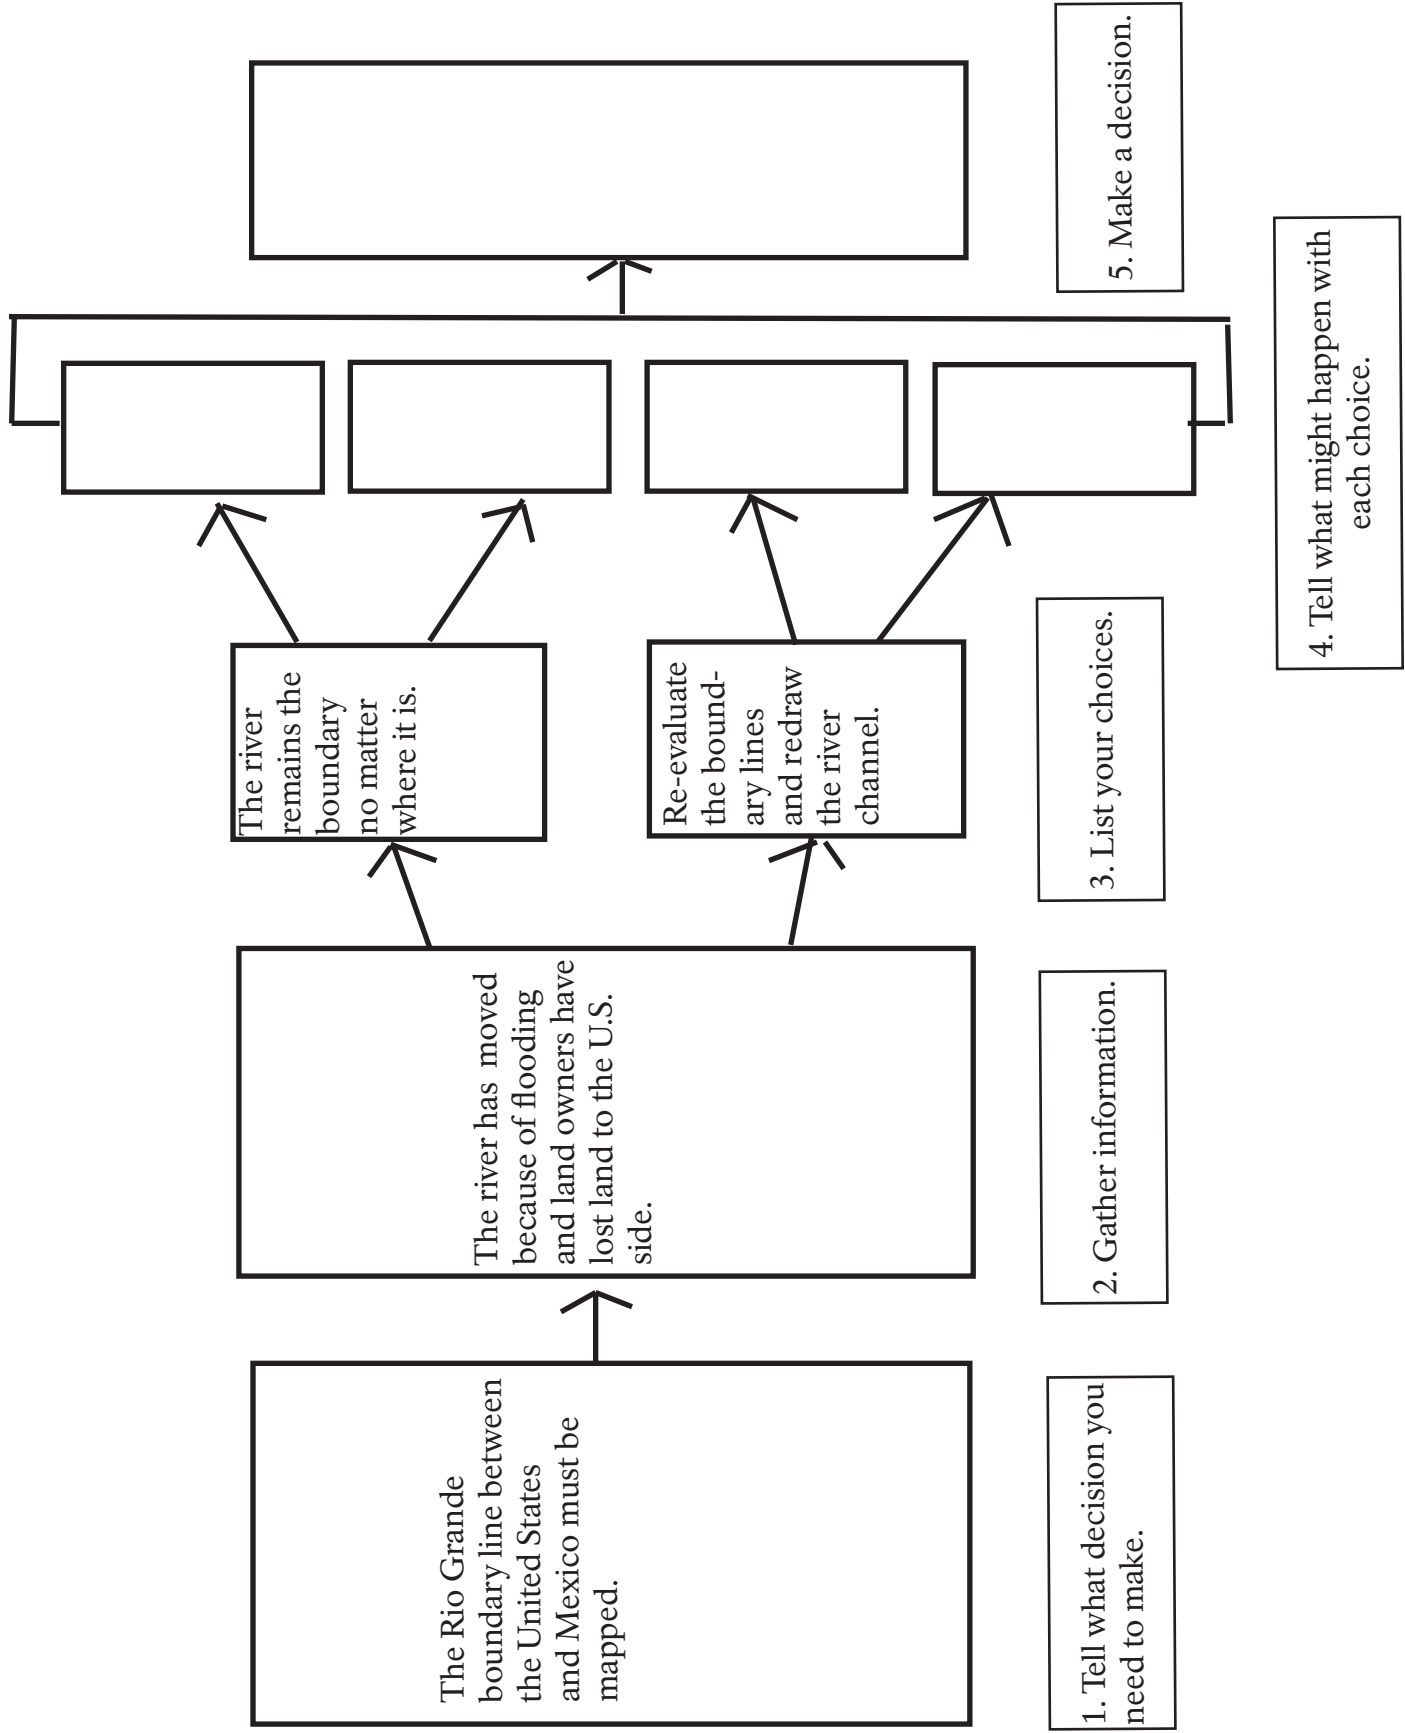 The Rio Grande
boundary line between
the United States
and Mexico must be
mapped.
The river has  moved
because of flooding
and land owners have
lost land to the U.S.
side.
The river
remains the
boundary
no matter
where it is.
Re-evaluate
the bound-
ary lines
and redraw
the river
channel.
1. Tell what decision you
need to make.
2. Gather information.
3. List your choices.
4. Tell what might happen with
each choice.
5. Make a decision.